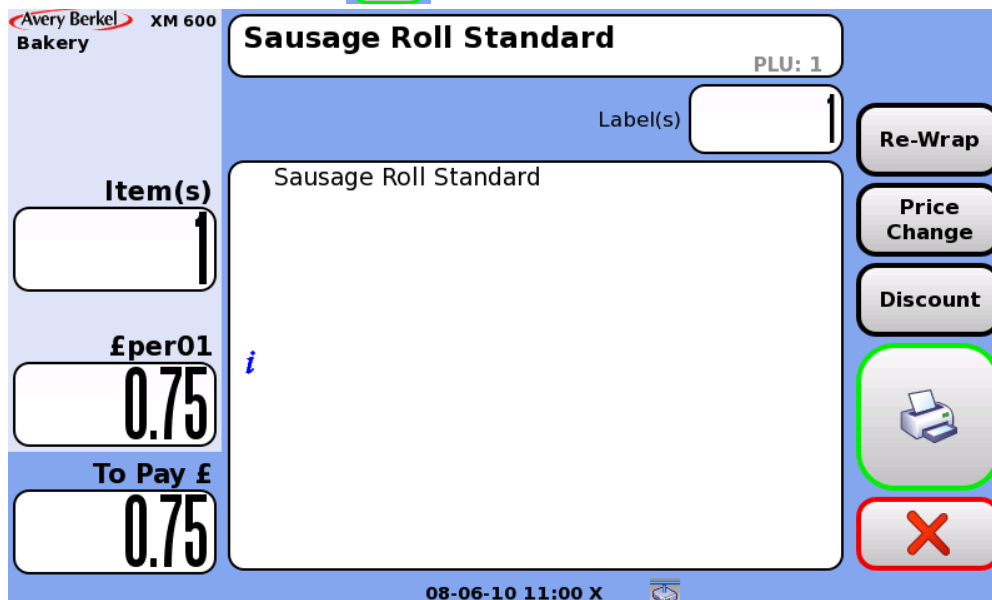 Avery Berkel XM 600
Bakery
Sausage Roll Standard
PLU: 1
Label(s) 1
Re-Wrap
Sausage Roll Standard
Item(s)
1
Price
Change
Discount
£per01
0.75
i
To Pay £
0.75
08-06-10 11:00 X